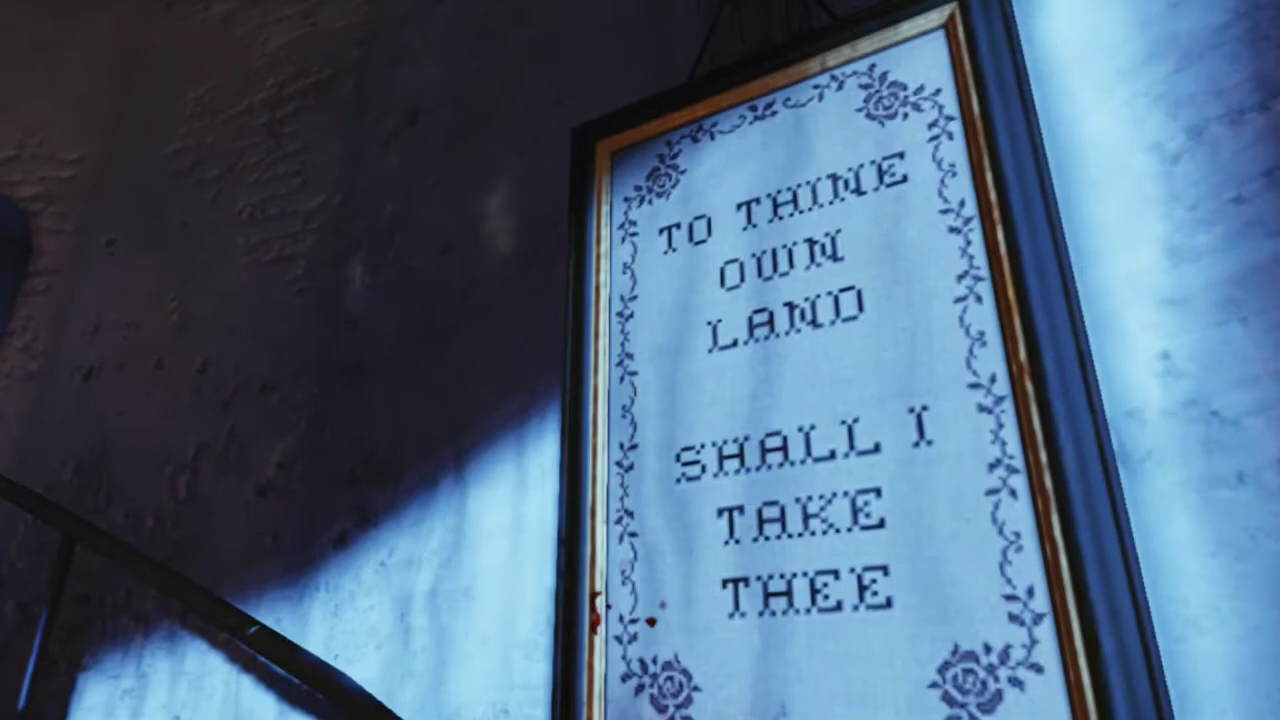 TO THINE
OWN
LAND
SHALL I
TAKE
THEE